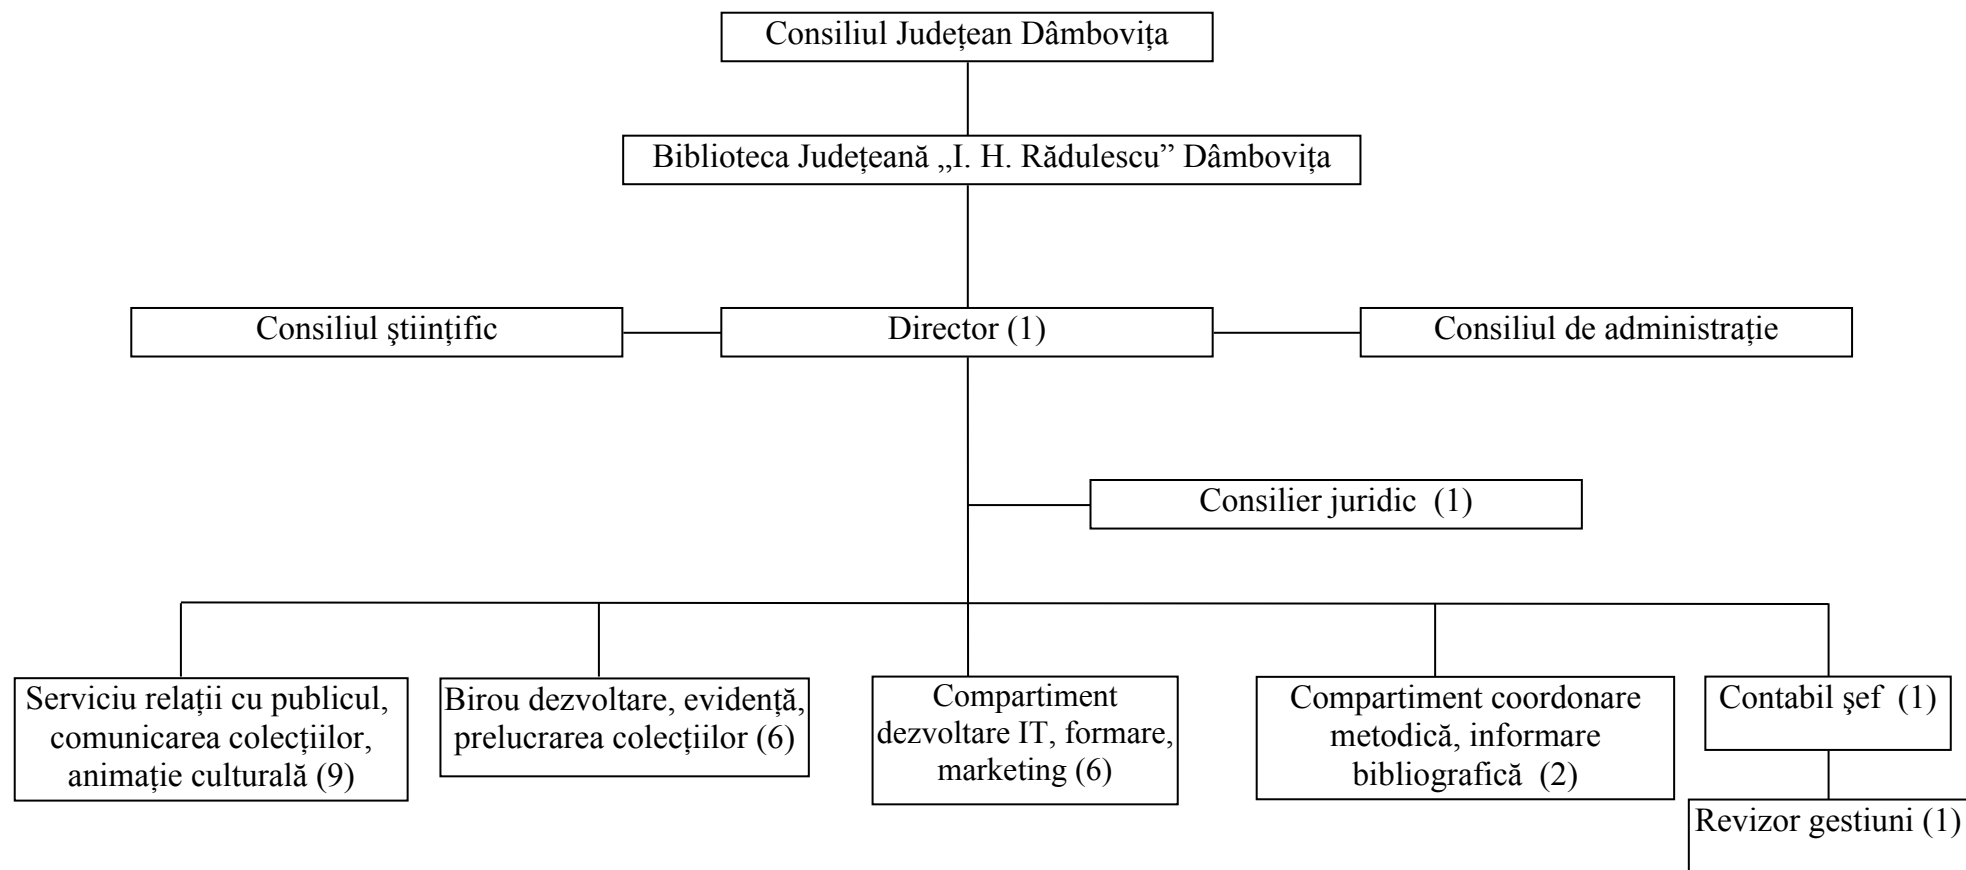 Consiliul Județean Dâmbovița
Biblioteca Județeană „I. H. Rădulescu” Dâmbovița
Consiliul ştiințific
Director (1)
Consiliul de administrație
Consilier juridic (1)
Serviciu relații cu publicul,
comunicarea colecțiilor,
animație culturală (9)
Birou dezvoltare, evidență,
prelucrarea colecțiilor (6)
Compartiment
dezvoltare IT, formare,
marketing (6)
Compartiment coordonare
metodică, informare
bibliografică (2)
Contabil şef (1)
Revizor gestiuni (1)